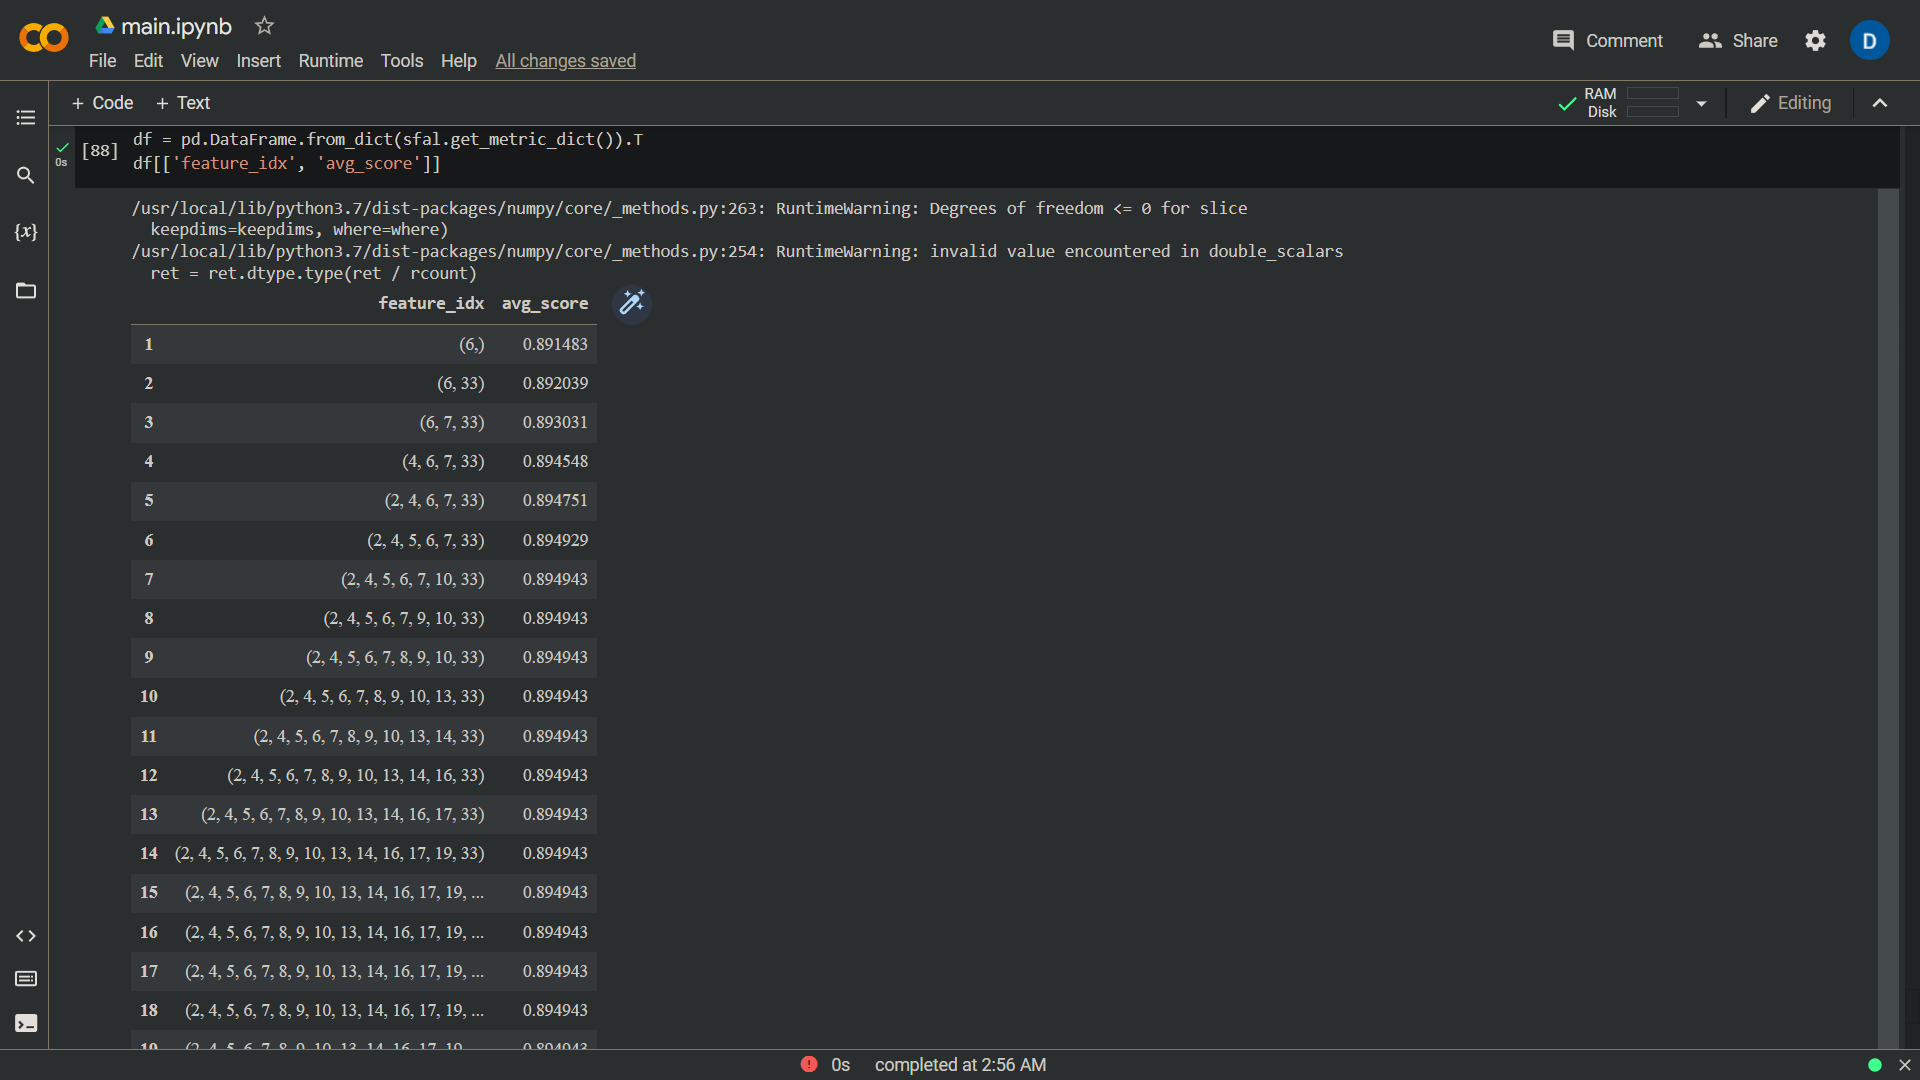 main.ipynb
File Edit View Insert Runtime Tools Help All changes saved
Comment Share D
+ Code + Text RAM Disk Editing
[88] df = pd.DataFrame.from_dict(sfal.get_metric_dict()).T
0s df[['feature_idx', 'avg_score']]
{x}
/usr/local/lib/python3.7/dist-packages/numpy/core/_methods.py:263: RuntimeWarning: Degrees of freedom <= 0 for slice
keepdims=keepdims, where=where)
/usr/local/lib/python3.7/dist-packages/numpy/core/_methods.py:254: RuntimeWarning: invalid value encountered in double_scalars
ret = ret.dtype.type(ret / rcount)
feature_idx avg_score
1 (6,) 0.891483
2 (6, 33) 0.892039
3 (6, 7, 33) 0.893031
4 (4, 6, 7, 33) 0.894548
5 (2, 4, 6, 7, 33) 0.894751
6 (2, 4, 5, 6, 7, 33) 0.894929
7 (2, 4, 5, 6, 7, 10, 33) 0.894943
8 (2, 4, 5, 6, 7, 9, 10, 33) 0.894943
9 (2, 4, 5, 6, 7, 8, 9, 10, 33) 0.894943
10 (2, 4, 5, 6, 7, 8, 9, 10, 13, 33) 0.894943
11 (2, 4, 5, 6, 7, 8, 9, 10, 13, 14, 33) 0.894943
12 (2, 4, 5, 6, 7, 8, 9, 10, 13, 14, 16, 33) 0.894943
13 (2, 4, 5, 6, 7, 8, 9, 10, 13, 14, 16, 17, 33) 0.894943
14 (2, 4, 5, 6, 7, 8, 9, 10, 13, 14, 16, 17, 19, 33) 0.894943
15 (2, 4, 5, 6, 7, 8, 9, 10, 13, 14, 16, 17, 19, ... 0.894943
16 (2, 4, 5, 6, 7, 8, 9, 10, 13, 14, 16, 17, 19, ... 0.894943
17 (2, 4, 5, 6, 7, 8, 9, 10, 13, 14, 16, 17, 19, ... 0.894943
18 (2, 4, 5, 6, 7, 8, 9, 10, 13, 14, 16, 17, 19, ... 0.894943
19 (2, 4, 5, 6, 7, 8, 9, 10, 13, 14, 16, 17, 19, ... 0.894943
0s completed at 2:56 AM